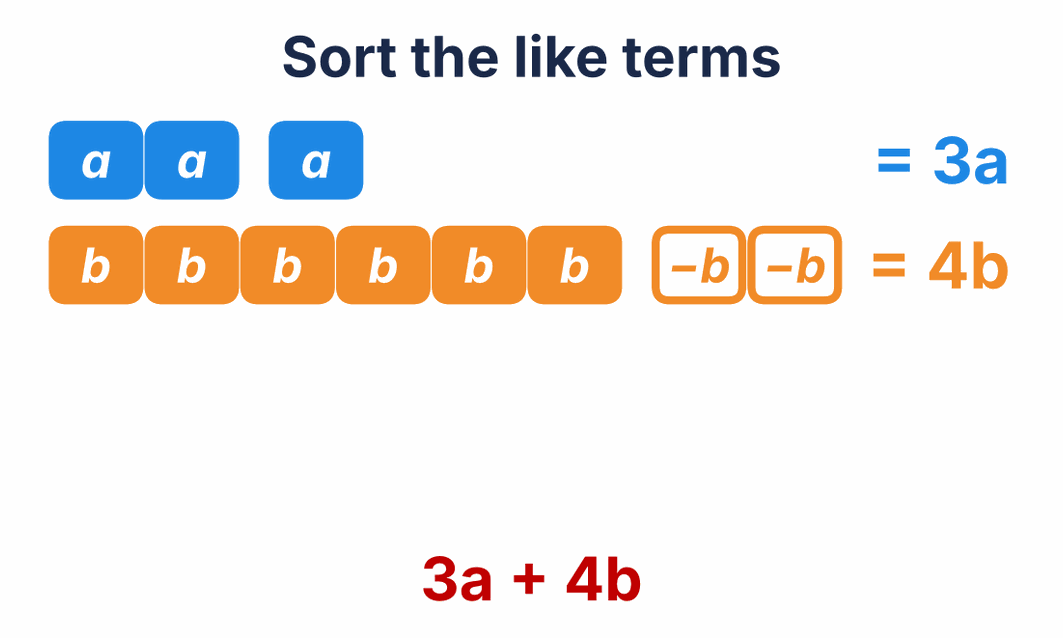 Sort the like terms
a a a = 3a
b b b b b b −b −b = 4b
3a + 4b